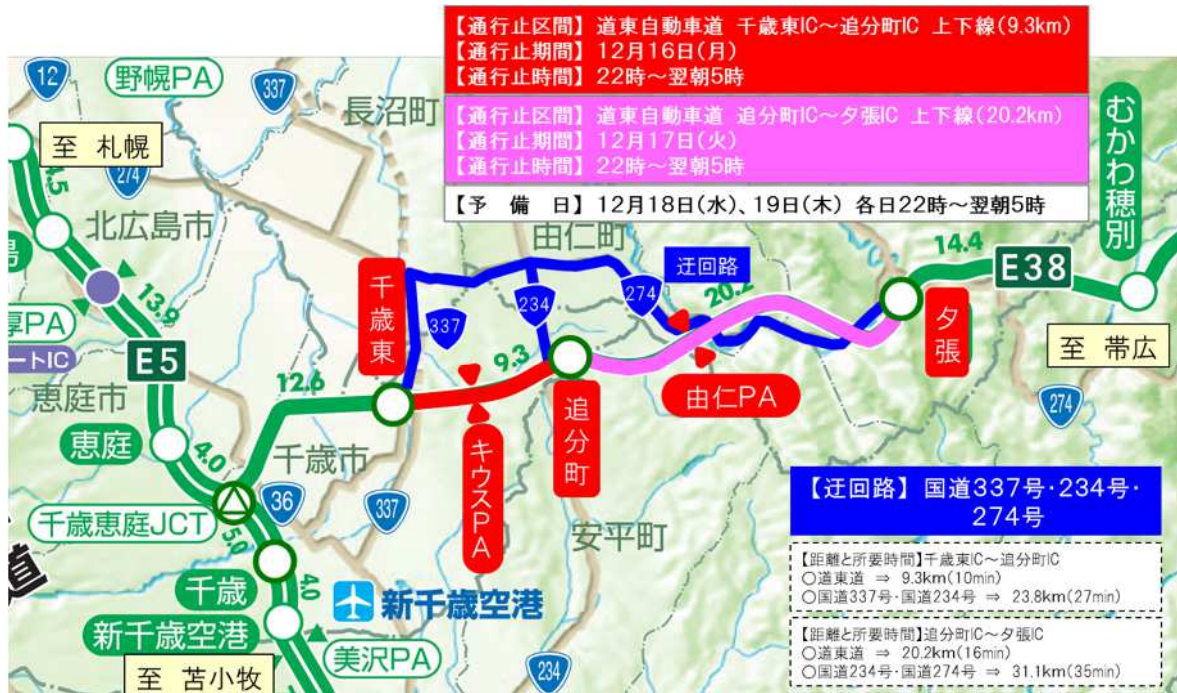 【通行止区間】 道東自動車道 千歳東IC～追分町IC 上下線(9.3km)
【通行止期間】 12月16日(月)
【通行止時間】 22時～翌朝5時
【通行止区間】 道東自動車道 追分町IC～夕張IC 上下線(20.2km)
【通行止期間】 12月17日(火)
【通行止時間】 22時～翌朝5時
【予 備 日】 12月18日(水)、19日(木) 各日22時～翌朝5時
12
野幌PA
337
長沼町
むかわ穂別
至 札幌
4.5
274
北広島市
由仁町
14.4
E38
千歳東
迂回路
234
274
20.2
337
夕張
13.9
厚PA
ートIC
E5
9.3
至 帯広
恵庭市
12.6
追分町
由仁PA
274
恵庭
4.0
千歳市
キウスPA
36
337
千歳恵庭JCT
5.0
安平町
【迂回路】 国道337号・234号・
274号
道
千歳
4.0
新千歳空港
新千歳空港
美沢PA
234
至 苫小牧
【距離と所要時間】千歳東IC～追分町IC
○道東道 ⇒ 9.3km(10min)
○国道337号・国道234号 ⇒ 23.8km(27min)
【距離と所要時間】追分町IC～夕張IC
○道東道 ⇒ 20.2km(16min)
○国道234号・国道274号 ⇒ 31.1km(35min)